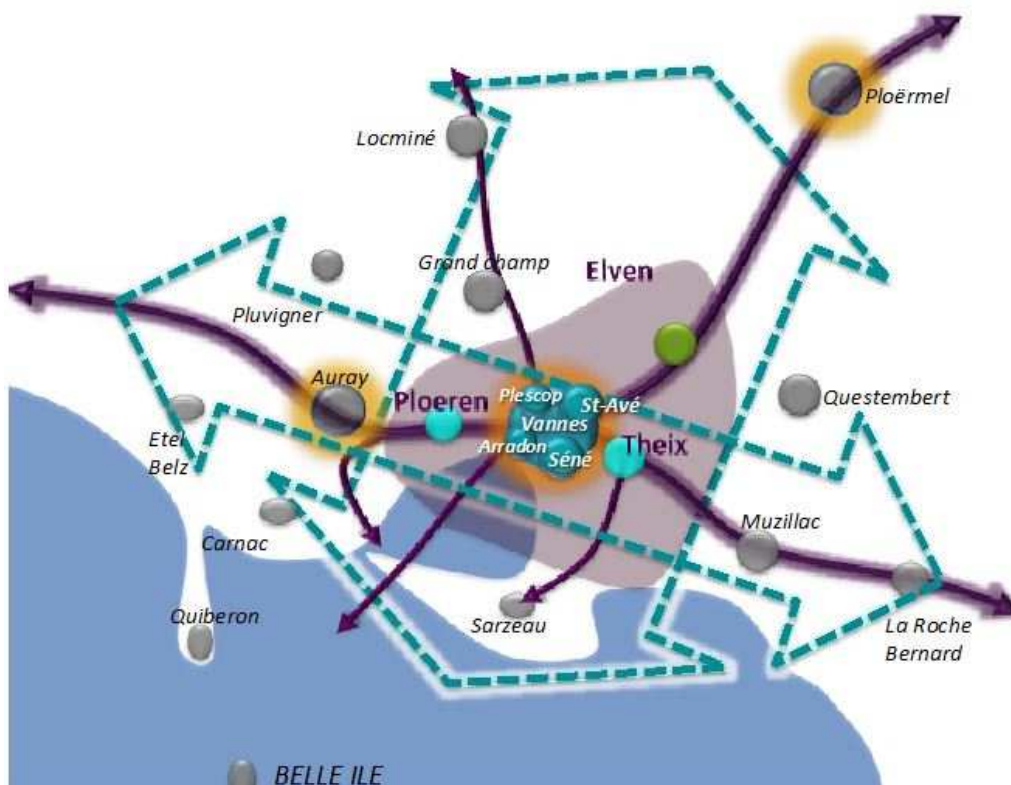 Ploërmel
Locminé
Grand champ
Elven
Pluvigner
Auray
Ploeren
Plescop
St-Avé
Vannes
Arradon
Séné
Theix
Questembert
Etel
Belz
Carnac
Muzillac
Quiberon
Sarzeau
La Roche
Bernard
BELLE ILE